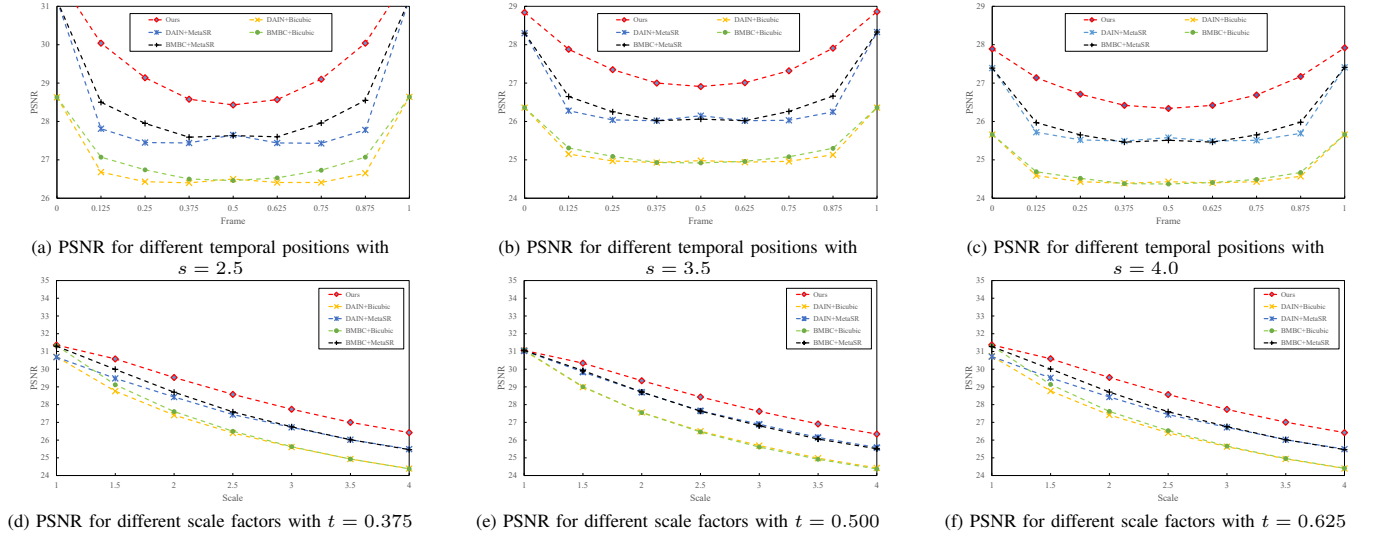 31
30
29
28
27
26
PSNR
Ours
DAIN+Bicubic
DAIN+MetaSR
BMBC+Bicubic
BMBC+MetaSR
0 0.125 0.25 0.375 0.5 0.625 0.75 0.875 1
Frame
(a) PSNR for different temporal positions with
s = 2.5
29
28
27
26
25
24
PSNR
Ours
DAIN+Bicubic
DAIN+MetaSR
BMBC+Bicubic
BMBC+MetaSR
0 0.125 0.25 0.375 0.5 0.625 0.75 0.875 1
Frame
(b) PSNR for different temporal positions with
s = 3.5
29
28
27
26
25
24
PSNR
Ours
DAIN+Bicubic
DAIN+MetaSR
BMBC+Bicubic
BMBC+MetaSR
0 0.125 0.25 0.375 0.5 0.625 0.75 0.875 1
Frame
(c) PSNR for different temporal positions with
s = 4.0
35
34
33
32
31
30
29
28
27
26
25
24
PSNR
Ours
DAIN+Bicubic
DAIN+MetaSR
BMBC+Bicubic
BMBC+MetaSR
1 1.5 2 2.5 3 3.5 4
Scale
(d) PSNR for different scale factors with t = 0.375
35
34
33
32
31
30
29
28
27
26
25
24
PSNR
Ours
DAIN+Bicubic
DAIN+MetaSR
BMBC+Bicubic
BMBC+MetaSR
1 1.5 2 2.5 3 3.5 4
Scale
(e) PSNR for different scale factors with t = 0.500
35
34
33
32
31
30
29
28
27
26
25
24
PSNR
Ours
DAIN+Bicubic
DAIN+MetaSR
BMBC+Bicubic
BMBC+MetaSR
1 1.5 2 2.5 3 3.5 4
Scale
(f) PSNR for different scale factors with t = 0.625